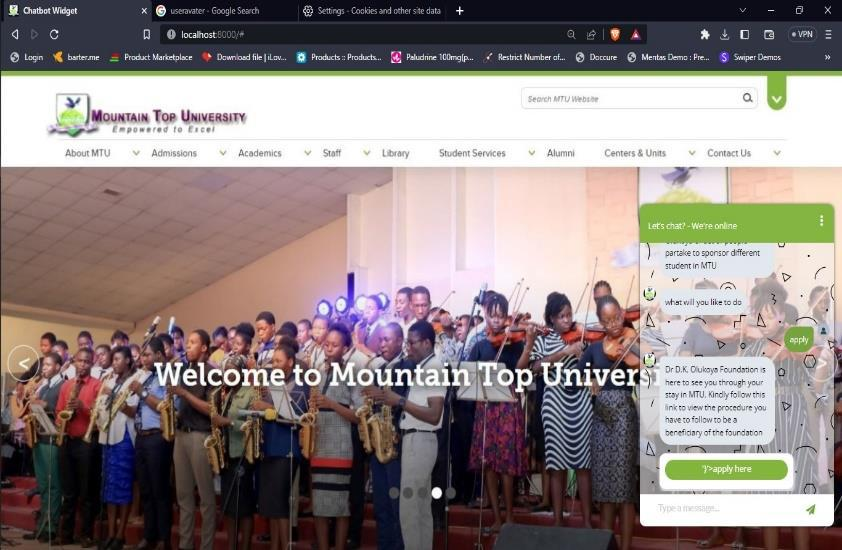 Chatbot Widget
useravater - Google Search
Settings - Cookies and other site data
localhost:8000/#
VPN
Login
barter.me
Product Marketplace
Download file | iLov...
Products :: Products...
Paludrine 100mg(p...
Restrict Number of...
Doccure
Mentas Demo : Pre...
Swiper Demos
Mountain Top University
Empowered to Excel
Search MTU Website
About MTU
Admissions
Academics
Staff
Library
Student Services
Alumni
Centers & Units
Contact Us
Welcome to Mountain Top Universi
Let's chat? - We're online
partake to sponsor different
student in MTU
what will you like to do
apply
Dr D.K. Olukoya Foundation is
here to see you through your
stay in MTU. Kindly follow this
link to view the procedure you
have to follow to be a
beneficiary of the foundation
'}'>apply here
Type a message...